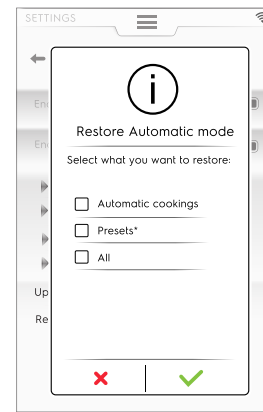 SETTINGS
i
Restore Automatic mode
Select what you want to restore:
Automatic cookings
Presets*
All
Up
Re